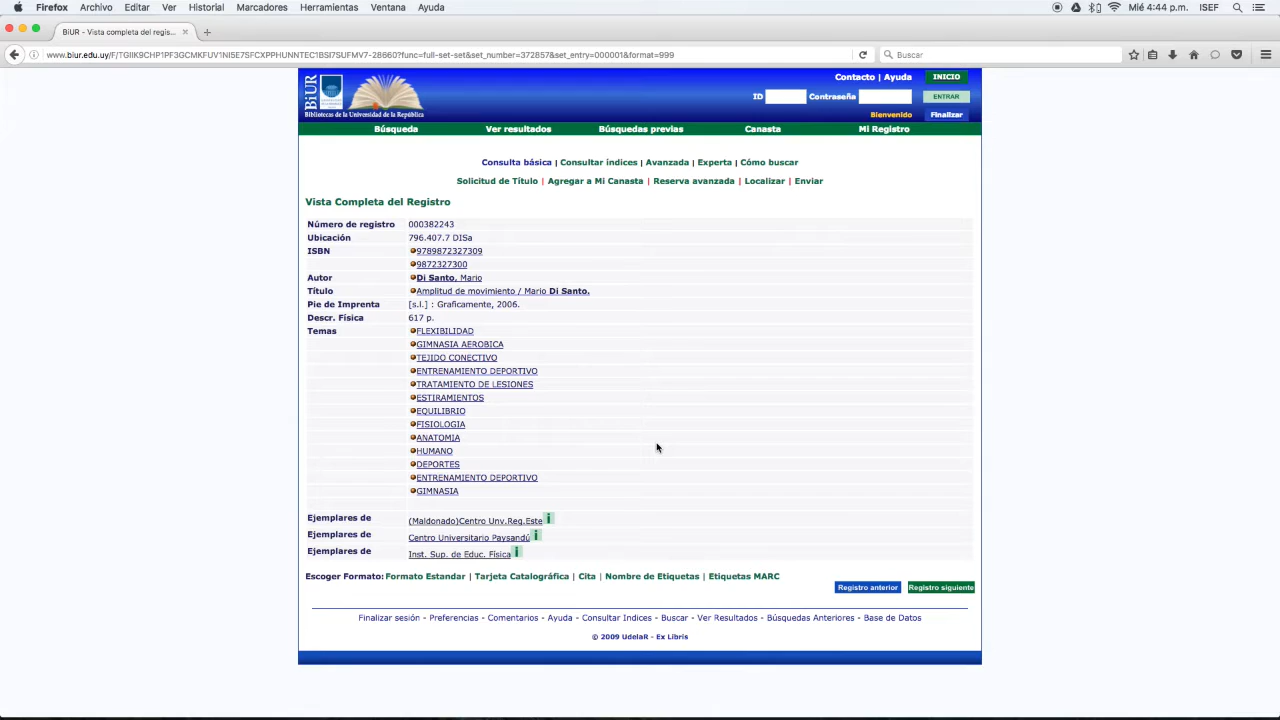 Firefox Archivo Editar Ver Historial Marcadores Herramientas Ventana Ayuda Mié 4:44 p.m. ISEF
BiUR - Vista completa del regis...
www.biur.edu.uy/F/TGIIK9CHP1PF3GCMKFUV1NI5E7SFCXPPHUNNTEC1BSI7SUFMV7-28660?func=full-set-set&set_number=372857&set_entry=000001&format=999
Buscar
BiUR
Bibliotecas de la Universidad de la República
Contacto | Ayuda INICIO
ID Contraseña ENTRAR
Bienvenido Finalizar
Búsqueda Ver resultados Búsquedas previas Canasta Mi Registro
Consulta básica | Consultar índices | Avanzada | Experta | Cómo buscar
Solicitud de Título | Agregar a Mi Canasta | Reserva avanzada | Localizar | Enviar
Vista Completa del Registro
Número de registro 000382243
Ubicación 796.407.7 DISa
ISBN 9789872327309
9872327300
Autor Di Santo, Mario
Título Amplitud de movimiento / Mario Di Santo.
Pie de Imprenta [s.l.] : Graficamente, 2006.
Descr. Física 617 p.
Temas FLEXIBILIDAD
GIMNASIA AEROBICA
TEJIDO CONECTIVO
ENTRENAMIENTO DEPORTIVO
TRATAMIENTO DE LESIONES
ESTIRAMIENTOS
EQUILIBRIO
FISIOLOGIA
ANATOMIA
HUMANO
DEPORTES
ENTRENAMIENTO DEPORTIVO
GIMNASIA
Ejemplares de (Maldonado)Centro Unv.Reg.Este i
Ejemplares de Centro Universitario Paysandú i
Ejemplares de Inst. Sup. de Educ. Física i
Escoger Formato: Formato Estandar | Tarjeta Catalográfica | Cita | Nombre de Etiquetas | Etiquetas MARC
Registro anterior Registro siguiente
Finalizar sesión - Preferencias - Comentarios - Ayuda - Consultar Indices - Buscar - Ver Resultados - Búsquedas Anteriores - Base de Datos
© 2009 UdelaR - Ex Libris